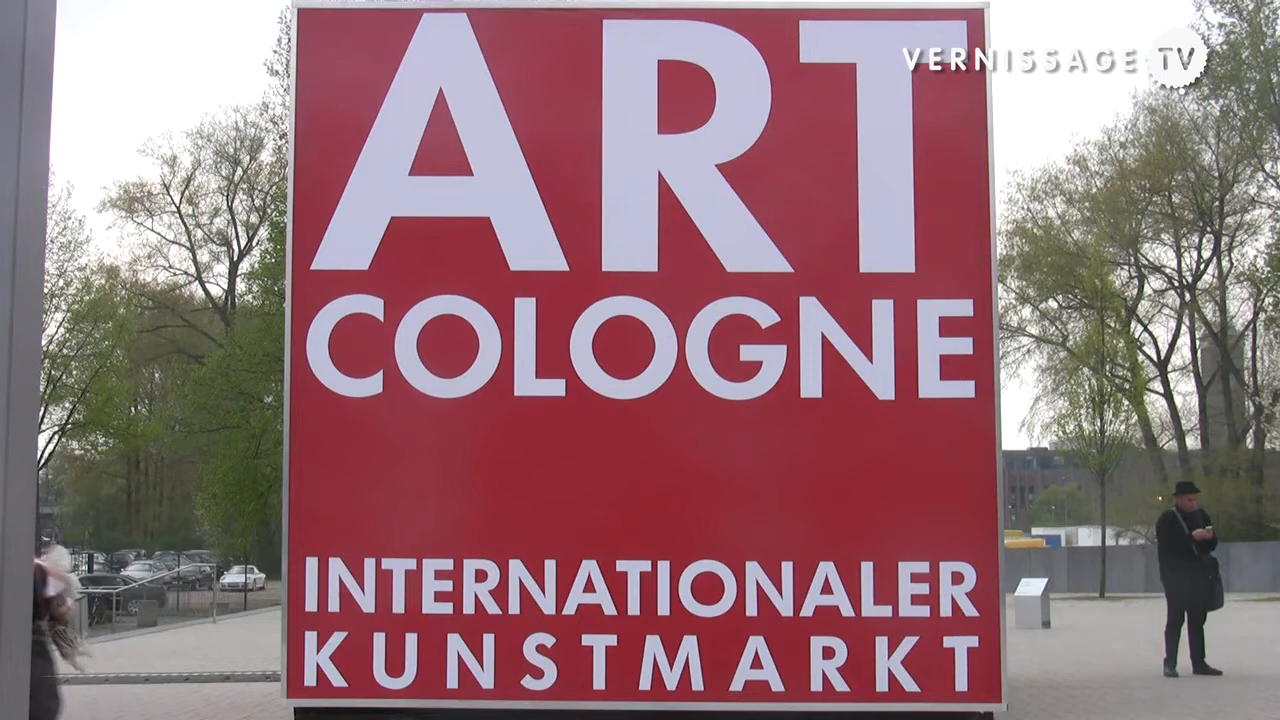 ART
VERNISSAGE TV
COLOGNE
INTERNATIONALER
KUNSTMARKT